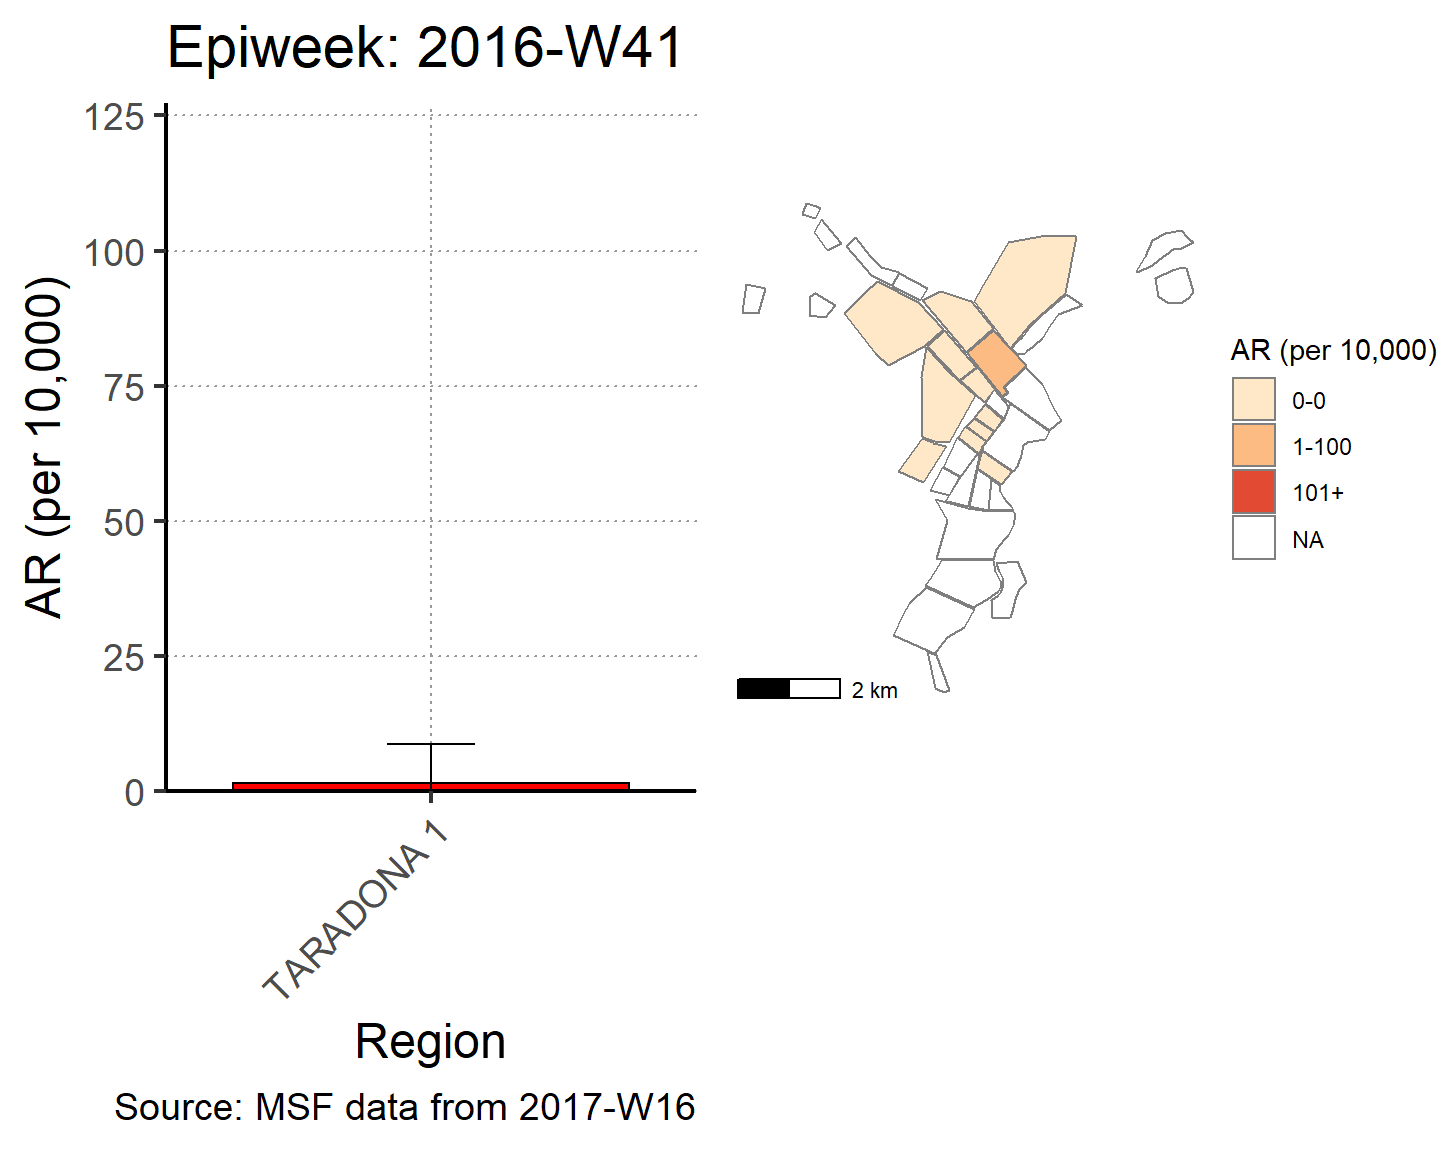 Epiweek: 2016-W41
AR (per 10,000)
125
100
75
50
25
0
TARADONA 1
Region
Source: MSF data from 2017-W16
2 km
AR (per 10,000)
0-0
1-100
101+
NA